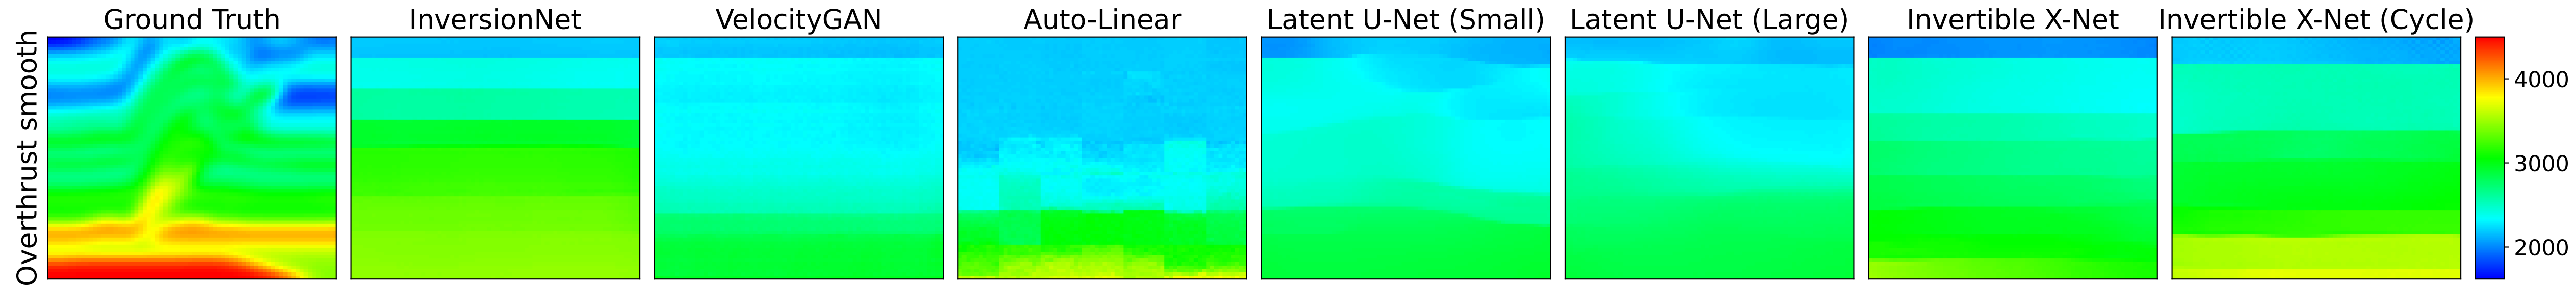 Ground Truth
InversionNet
VelocityGAN
Auto-Linear
Latent U-Net (Small)
Latent U-Net (Large)
Invertible X-Net
Invertible X-Net (Cycle)
Overthrust smooth
4000
3000
2000